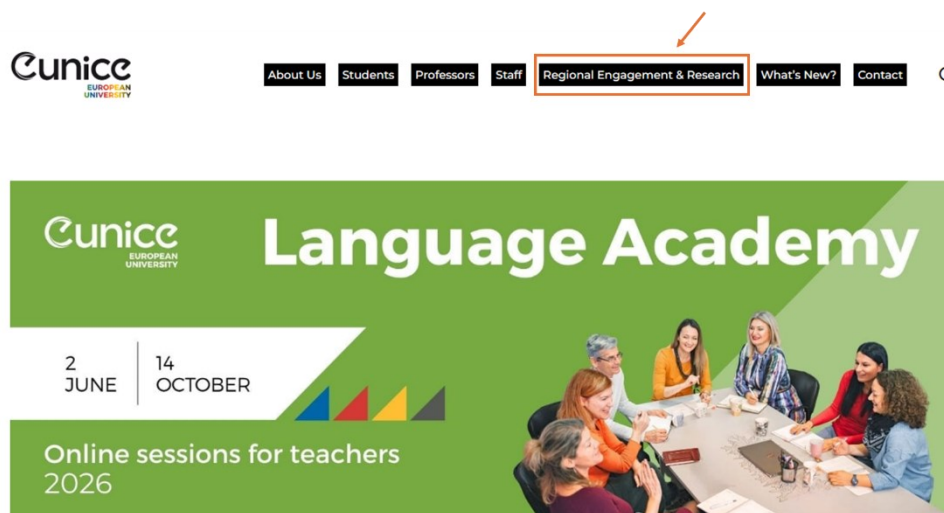 eunice
EUROPEAN
UNIVERSITY
About Us Students Professors Staff Regional Engagement & Research What's New? Contact
eunice
EUROPEAN
UNIVERSITY
Language Academy
2 JUNE
14 OCTOBER
Online sessions for teachers
2026